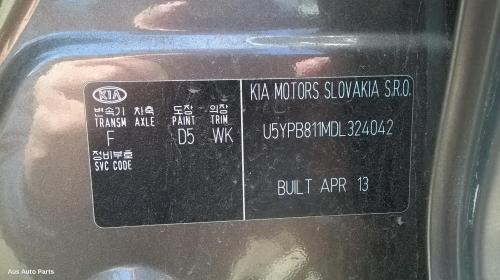 KIA
변속기 차축 도장 의장
TRANSM AXLE PAINT TRIM
F D5 WK
정비부호
SVC CODE
KIA MOTORS SLOVAKIA S.R.O.
U5YPB811MDL324042
BUILT APR 13
Aus Auto Parts